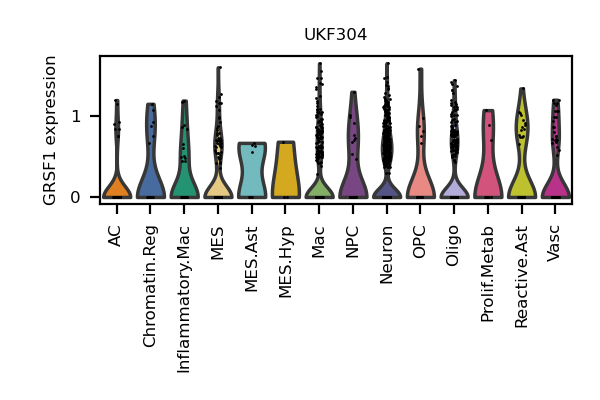 UKF304
GRSF1 expression
1
0
AC
Chromatin.Reg
Inflammatory.Mac
MES
MES.Ast
MES.Hyp
Mac
NPC
Neuron
OPC
Oligo
Prolif.Metab
Reactive.Ast
Vasc